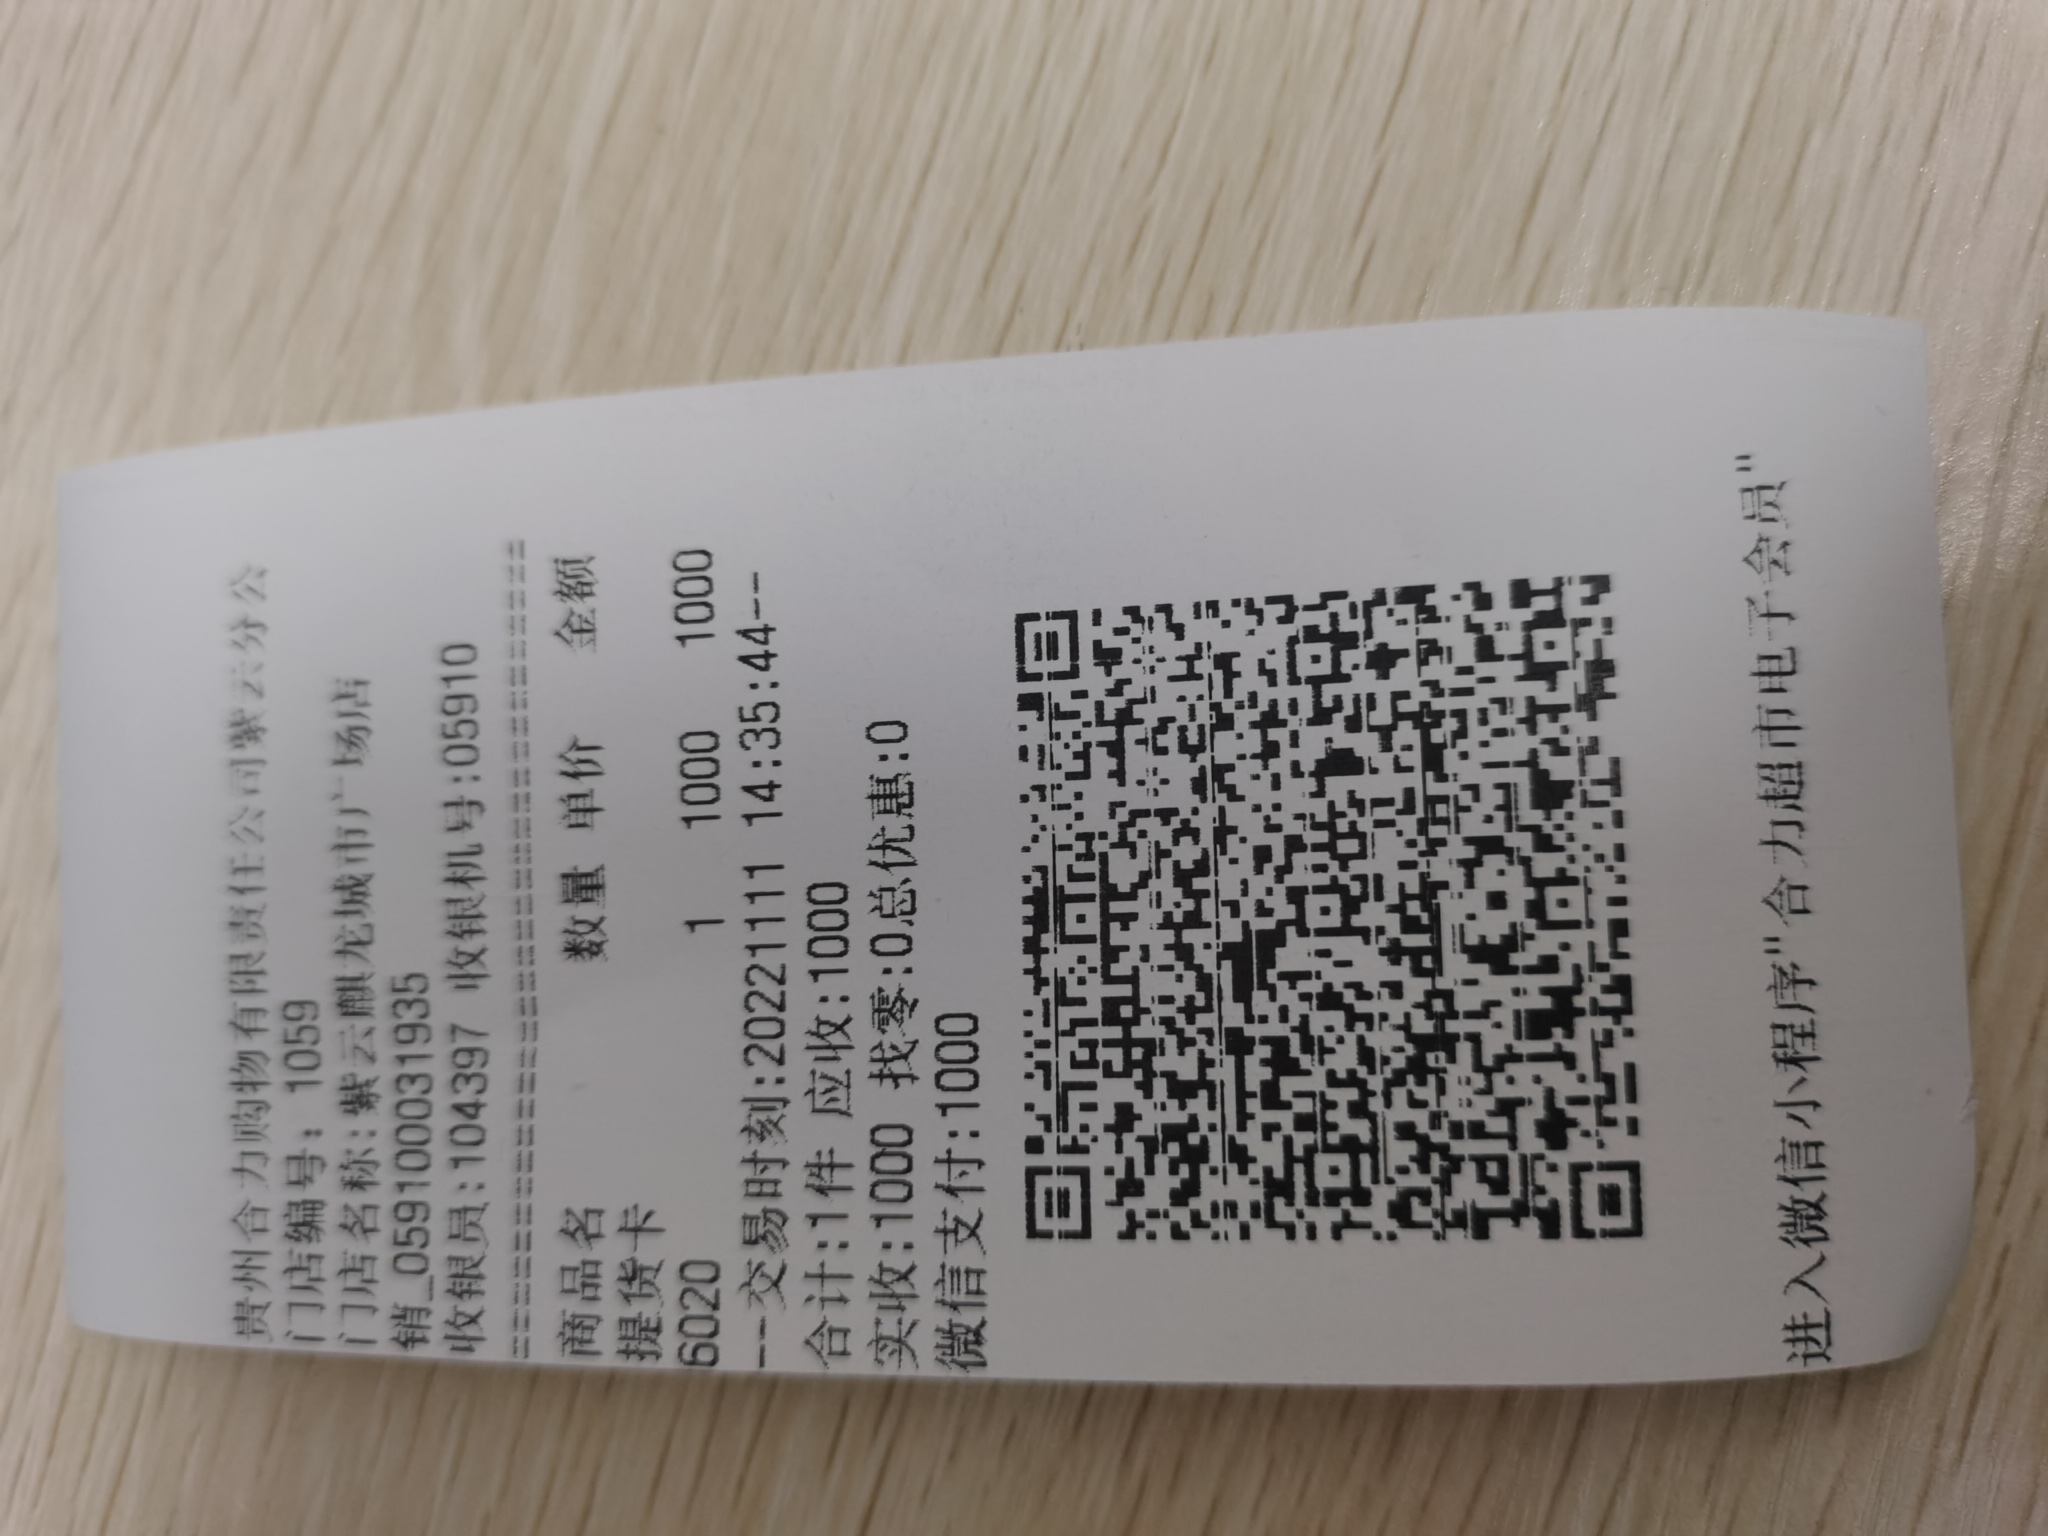 贵州合力购物有限责任公司紫云分公
门店编号：1059
门店名称:紫云麒龙城市广场店
销_0591000031935
收银员:104397 收银机号:05910
==================================
商品名 数量 单价 金额
提货卡
6020 1 1000 1000
--交易时刻:20221111 14:35:44--
合计:1件 应收:1000
实收:1000 找零:0总优惠:0
微信支付:1000
进入微信小程序"合力超市电子会员"